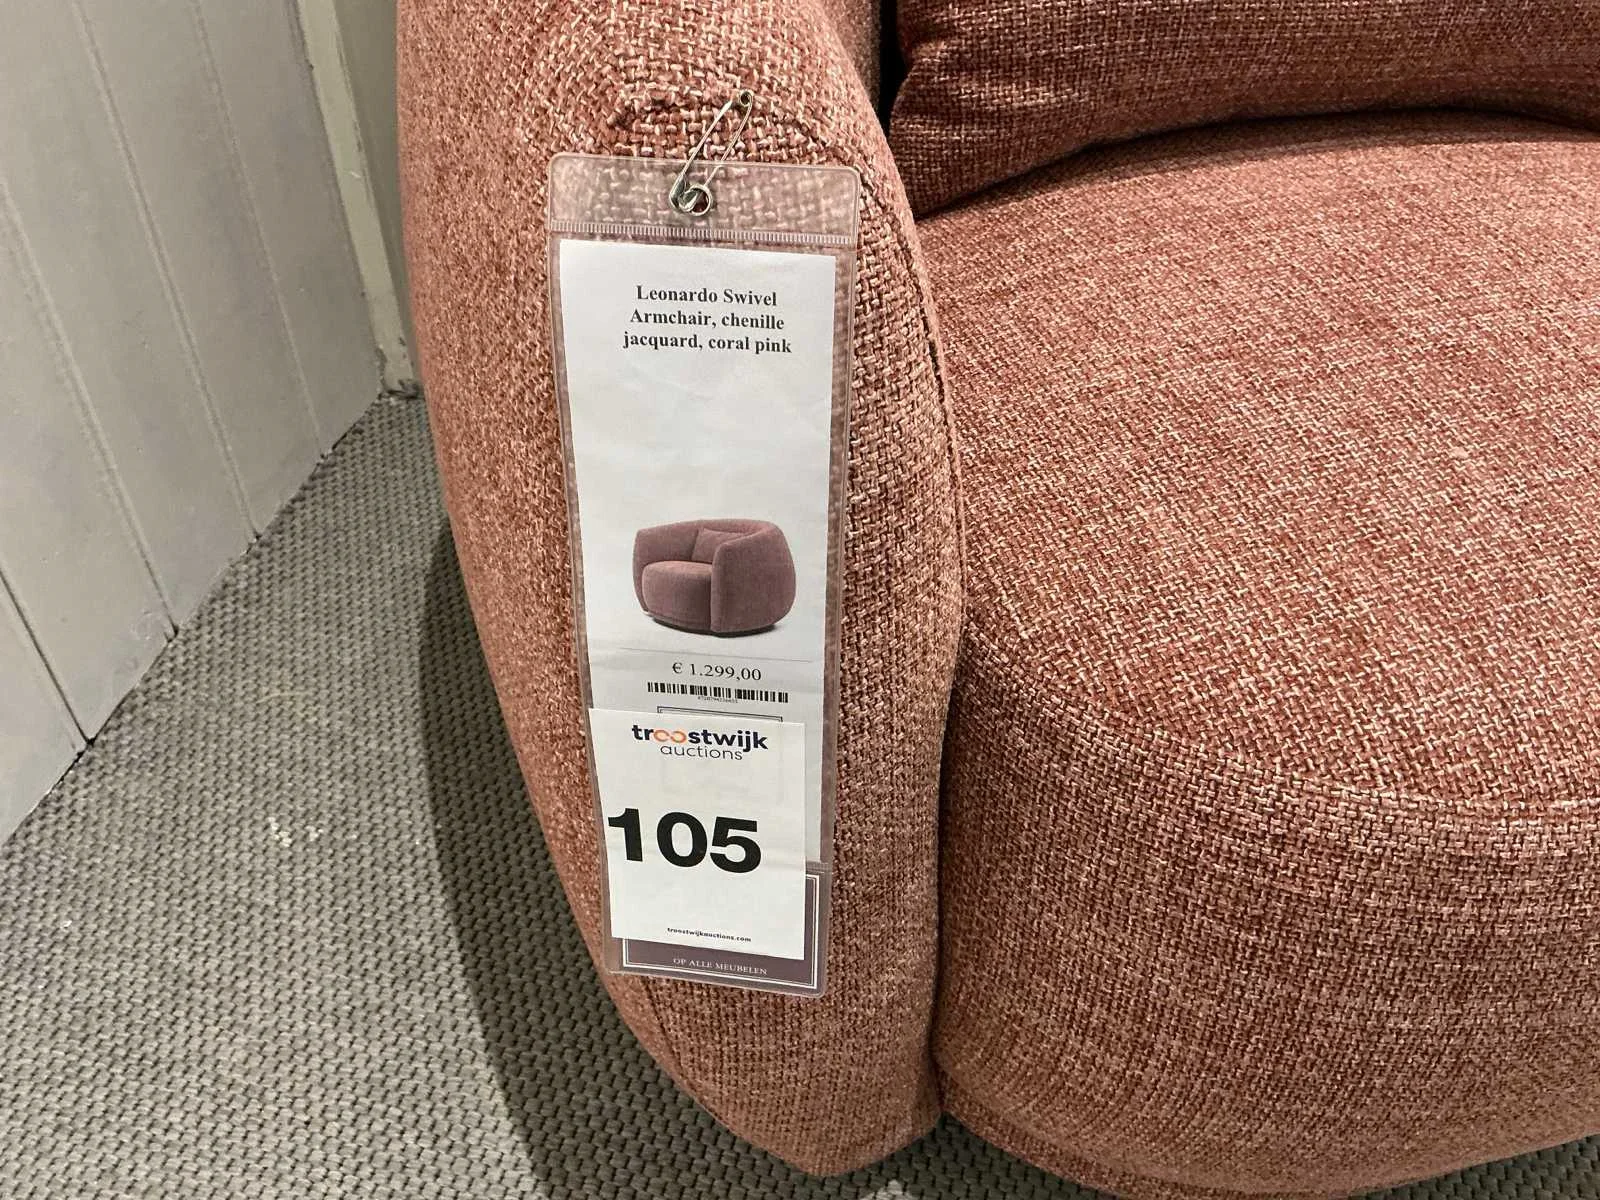 Leonardo Swivel
Armchair, chenille
jacquard, coral pink
€ 1.299,00
troostwijk
auctions
105
troostwijkauctions.com
OP ALLE MEUBELEN